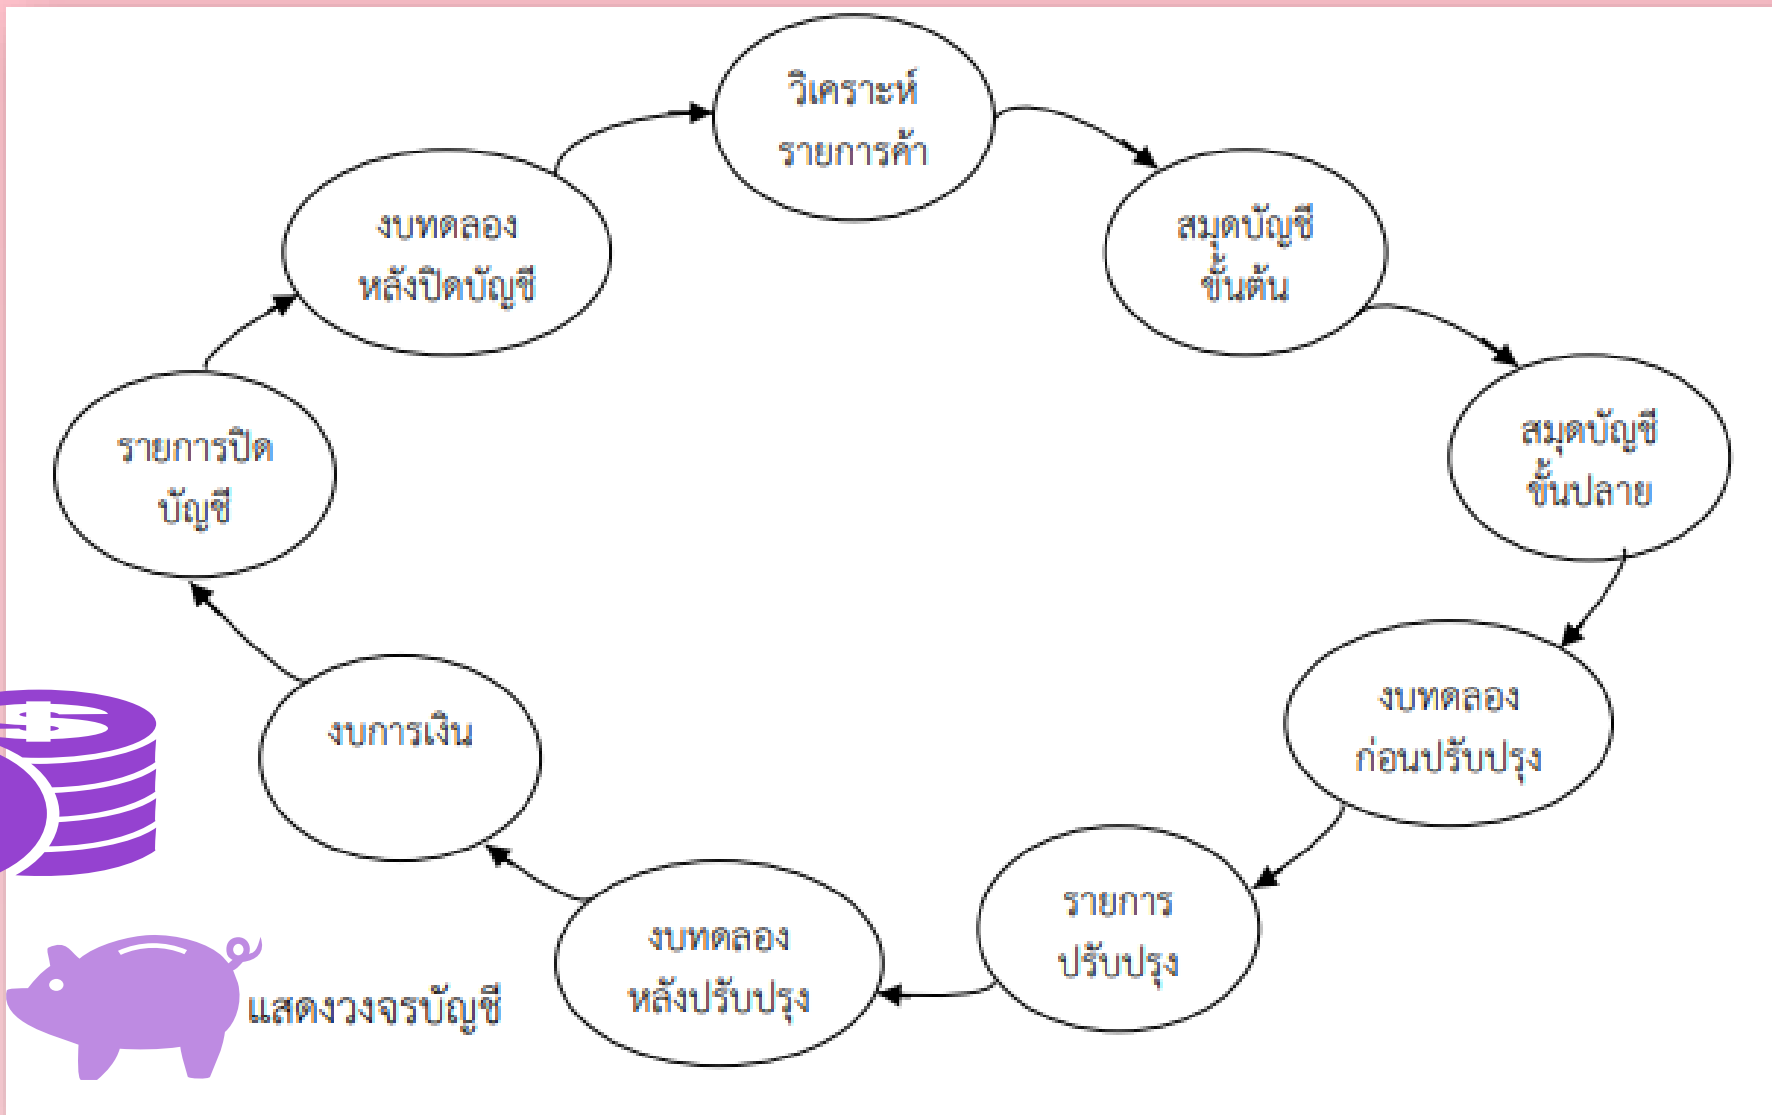 วิเคราะห์
รายการค้า
สมุดบัญชี
ขั้นต้น
สมุดบัญชี
ขั้นปลาย
งบทดลอง
ก่อนปรับปรุง
รายการ
ปรับปรุง
งบทดลอง
หลังปรับปรุง
งบการเงิน
รายการปิด
บัญชี
งบทดลอง
หลังปิดบัญชี
แสดงวงจรบัญชี